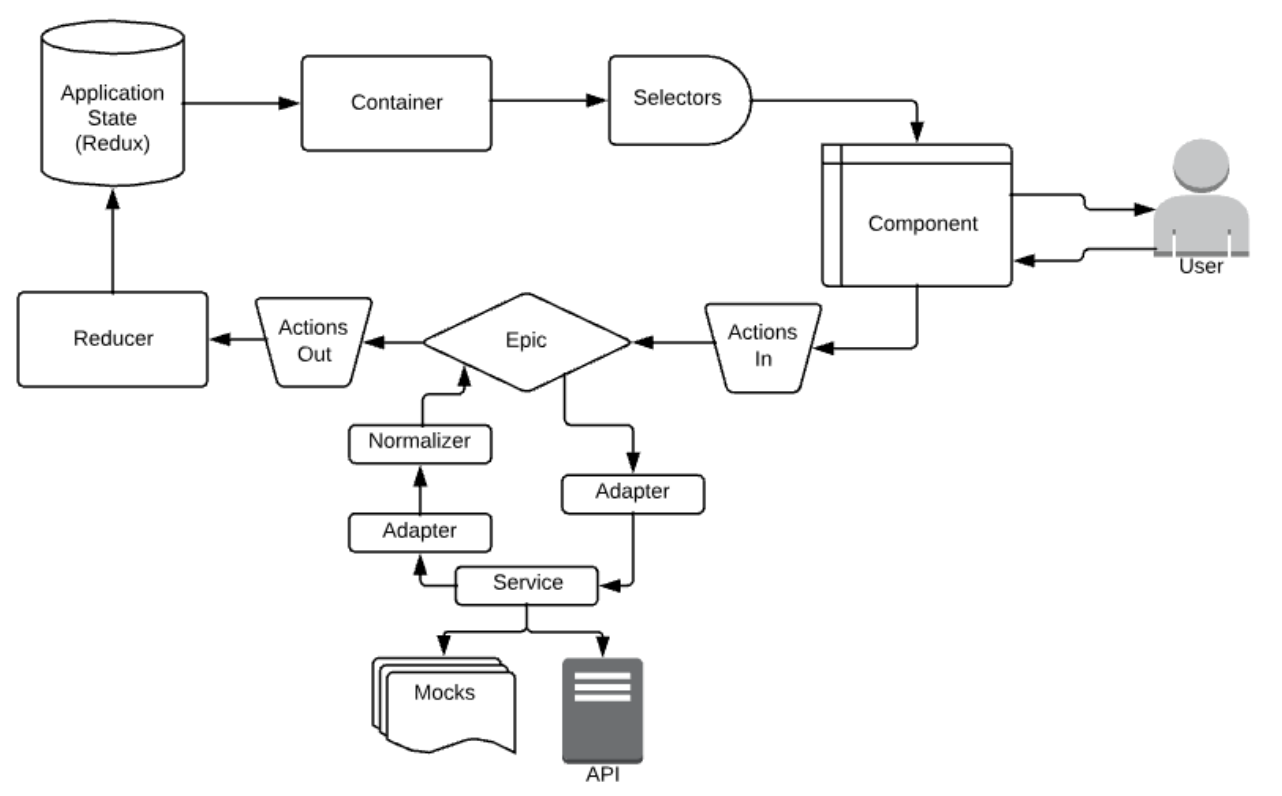 Application
State
(Redux)
Container
Selectors
Component
User
Reducer
Actions
Out
Epic
Actions
In
Normalizer
Adapter
Adapter
Service
Mocks
API